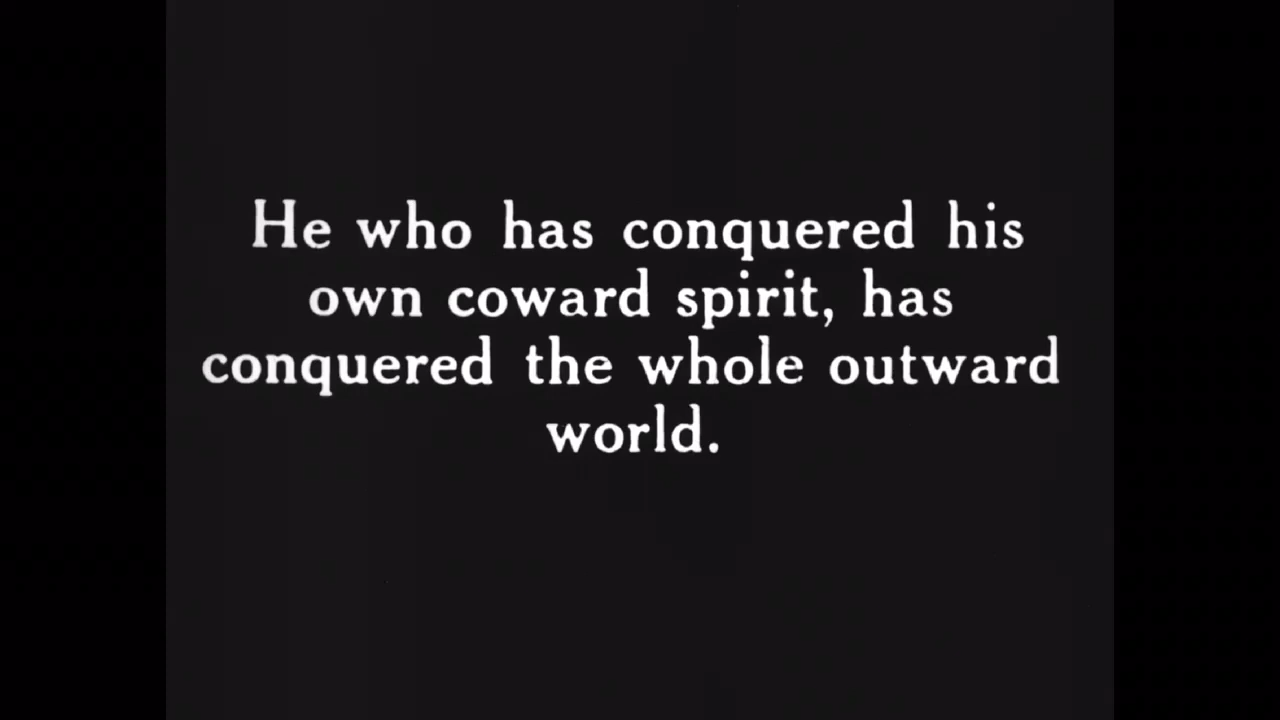 He who has conquered his
own coward spirit, has
conquered the whole outward
world.